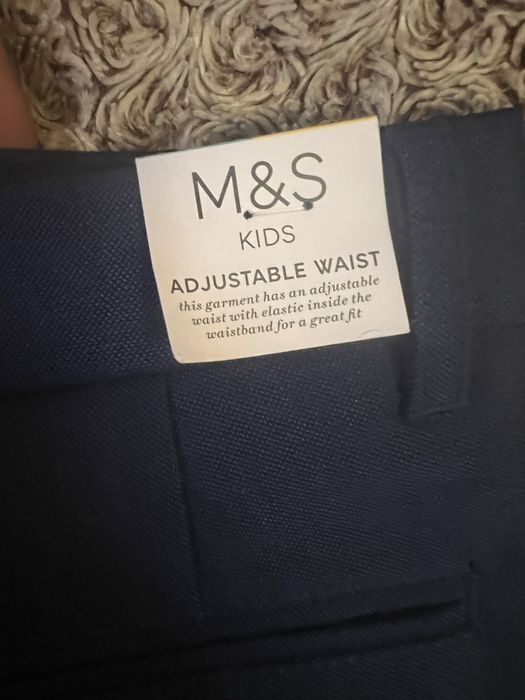 M&S
KIDS
ADJUSTABLE WAIST
this garment has an adjustable
waist with elastic inside the
waistband for a great fit